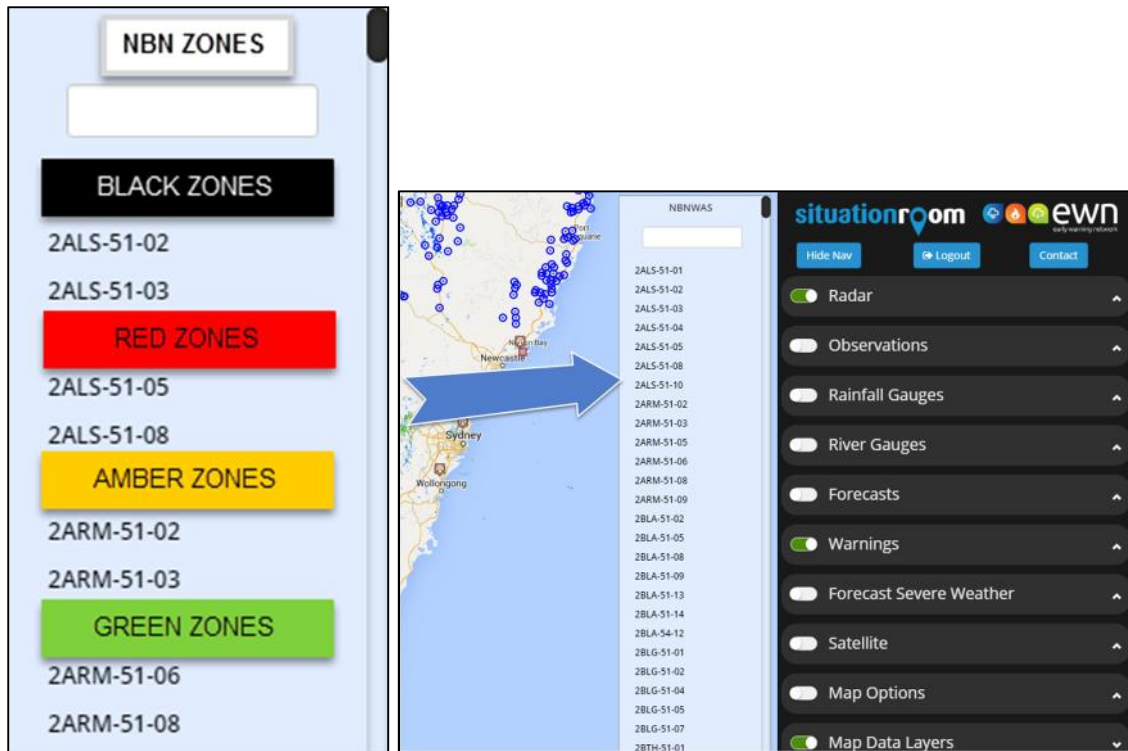 NBN ZONES
BLACK ZONES
2ALS-51-02
2ALS-51-03
RED ZONES
2ALS-51-05
2ALS-51-08
AMBER ZONES
2ARM-51-02
2ARM-51-03
GREEN ZONES
2ARM-51-06
2ARM-51-08
Port
Newcastle
Sydney
Wollongong
NBNWAS
2ALS-51-01
2ALS-51-02
2ALS-51-03
2ALS-51-04
2ALS-51-05
2ALS-51-08
2ALS-51-10
2ARM-51-02
2ARM-51-03
2ARM-51-05
2ARM-51-06
2ARM-51-08
2ARM-51-09
2BLA-51-02
2BLA-51-05
2BLA-51-08
2BLA-51-09
2BLA-51-13
2BLA-51-14
2BLA-54-12
2BLG-51-01
2BLG-51-02
2BLG-51-04
2BLG-51-05
2BLG-51-07
2BTH-51-01
situationroom
ewn
early warning network
Hide Nav
Logout
Contact
Radar
Observations
Rainfall Gauges
River Gauges
Forecasts
Warnings
Forecast Severe Weather
Satellite
Map Options
Map Data Layers